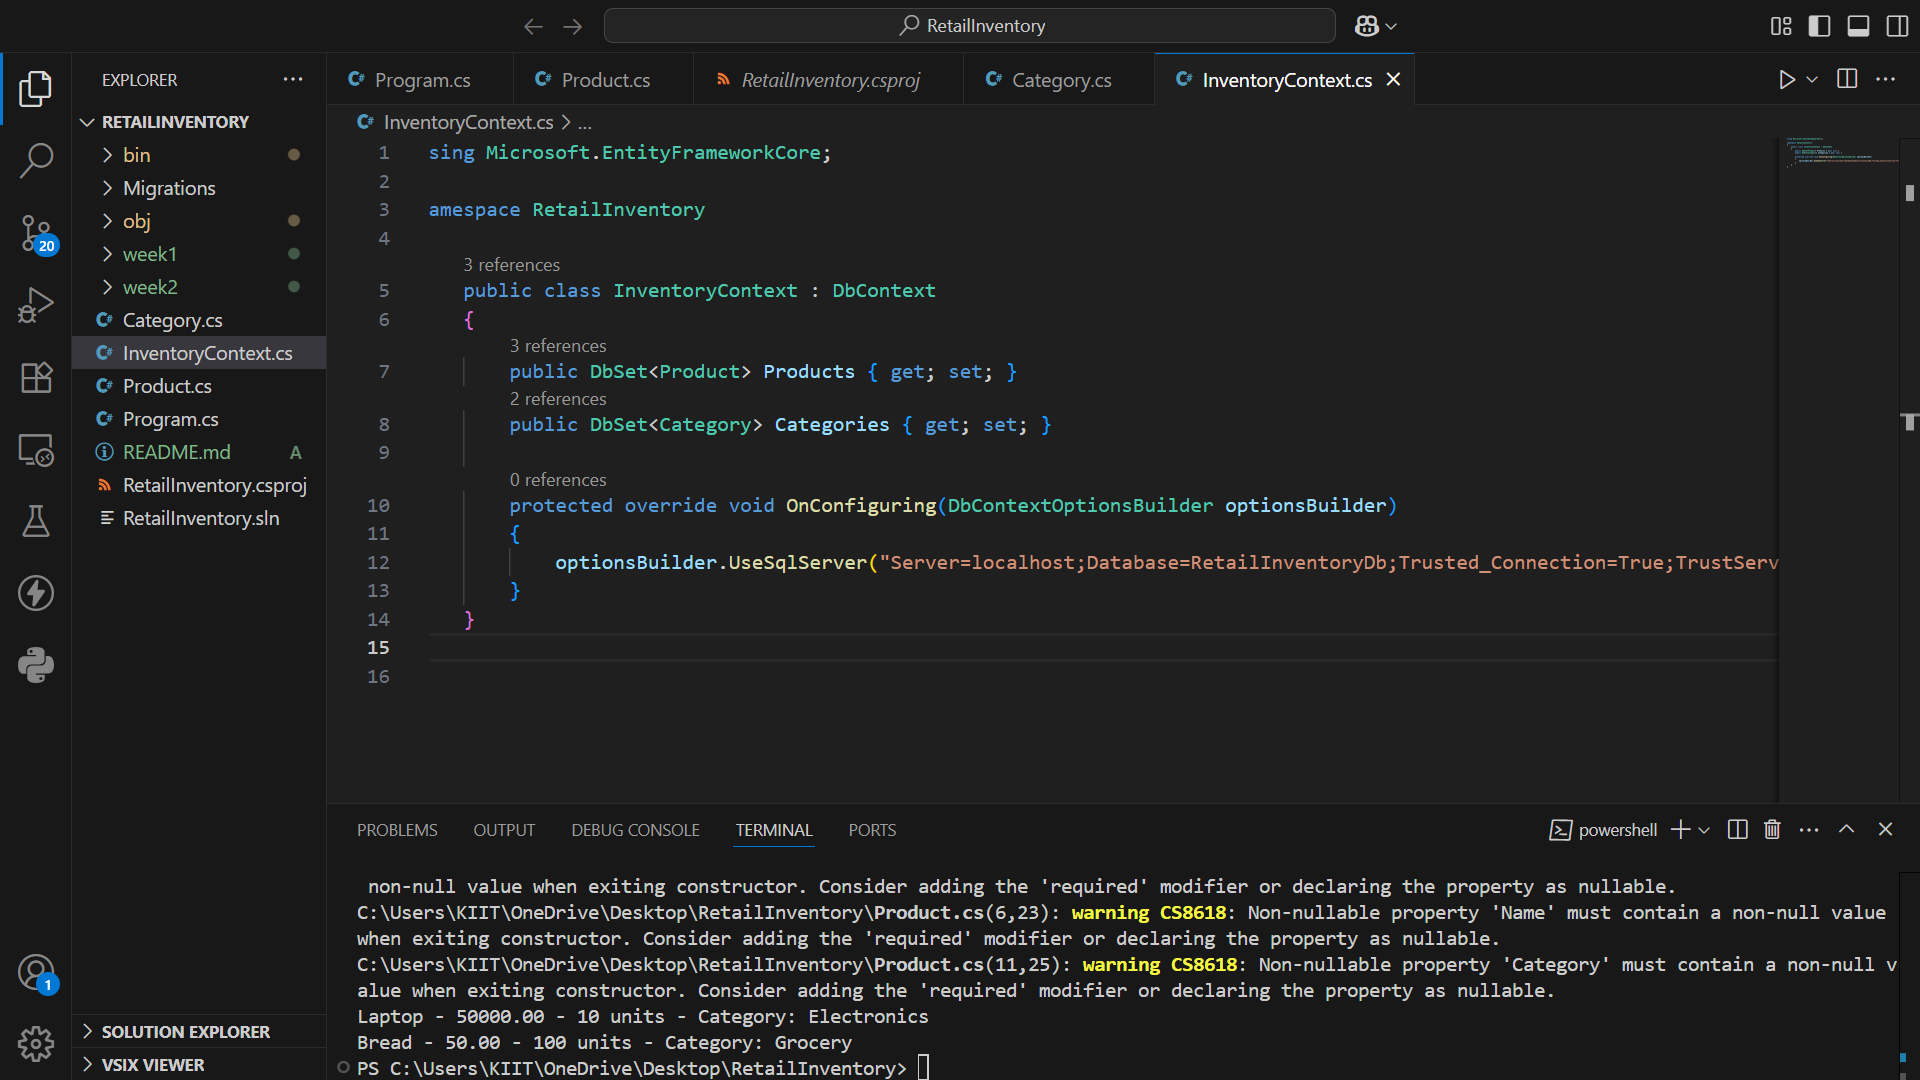 RetailInventory
EXPLORER
Program.cs
Product.cs
RetailInventory.csproj
Category.cs
InventoryContext.cs
RETAILINVENTORY
bin
Migrations
obj
week1
week2
Category.cs
InventoryContext.cs
Product.cs
Program.cs
README.md A
RetailInventory.csproj
RetailInventory.sln
SOLUTION EXPLORER
VSIX VIEWER
20
1
InventoryContext.cs > ...
1 sing Microsoft.EntityFrameworkCore;
2
3 amespace RetailInventory
4
3 references
5 public class InventoryContext : DbContext
6 {
3 references
7 public DbSet<Product> Products { get; set; }
2 references
8 public DbSet<Category> Categories { get; set; }
9
0 references
10 protected override void OnConfiguring(DbContextOptionsBuilder optionsBuilder)
11 {
12 optionsBuilder.UseSqlServer("Server=localhost;Database=RetailInventoryDb;Trusted_Connection=True;TrustServ
13 }
14 }
15
16
PROBLEMS OUTPUT DEBUG CONSOLE TERMINAL PORTS
powershell
non-null value when exiting constructor. Consider adding the 'required' modifier or declaring the property as nullable.
C:\Users\KIIT\OneDrive\Desktop\RetailInventory\Product.cs(6,23): warning CS8618: Non-nullable property 'Name' must contain a non-null value
when exiting constructor. Consider adding the 'required' modifier or declaring the property as nullable.
C:\Users\KIIT\OneDrive\Desktop\RetailInventory\Product.cs(11,25): warning CS8618: Non-nullable property 'Category' must contain a non-null v
alue when exiting constructor. Consider adding the 'required' modifier or declaring the property as nullable.
Laptop - 50000.00 - 10 units - Category: Electronics
Bread - 50.00 - 100 units - Category: Grocery
PS C:\Users\KIIT\OneDrive\Desktop\RetailInventory>